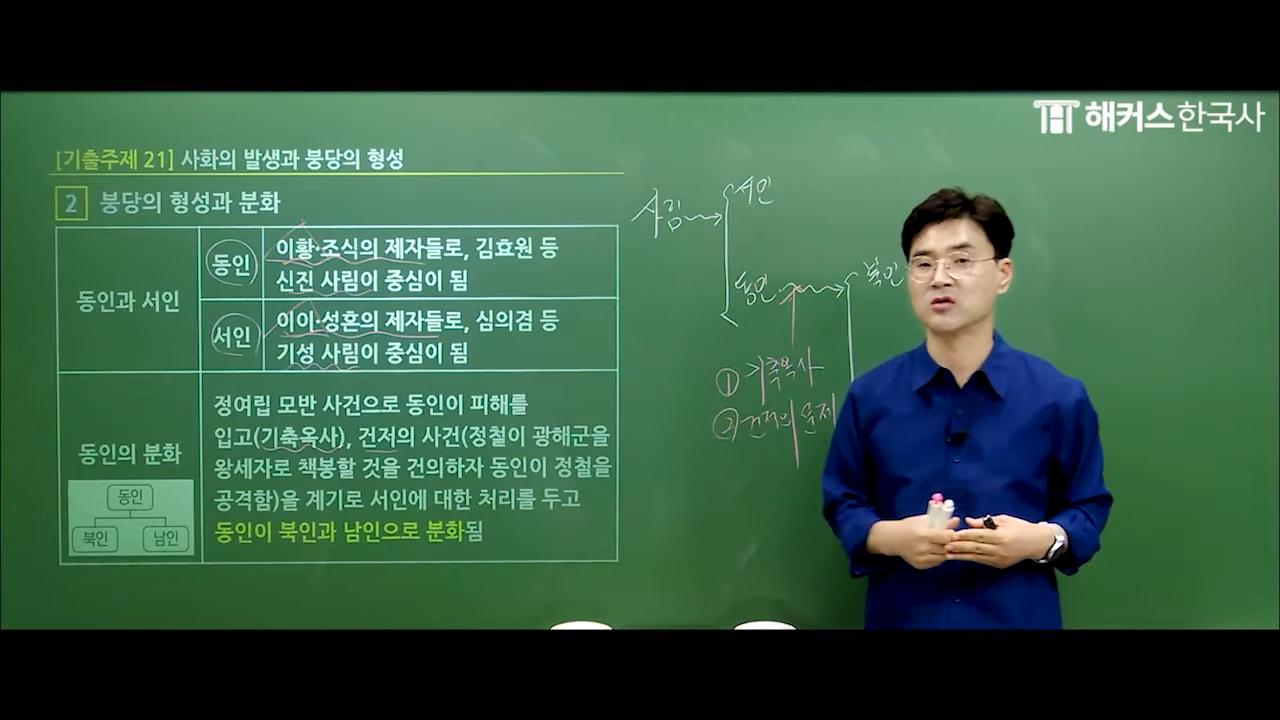 해커스한국사
[기출주제 21] 사화의 발생과 붕당의 형성
2 붕당의 형성과 분화
동인과 서인
동인
이황·조식의 제자들로, 김효원 등
신진 사림이 중심이 됨
서인
이이·성혼의 제자들로, 심의겸 등
기성 사림이 중심이 됨
동인의 분화
동인
북인
남인
정여립 모반 사건으로 동인이 피해를
입고(기축옥사), 건저의 사건(정철이 광해군을
왕세자로 책봉할 것을 건의하자 동인이 정철을
공격함)을 계기로 서인에 대한 처리를 두고
동인이 북인과 남인으로 분화됨
사림
서인
동인
북인
① 기축옥사
② 건저의 문제